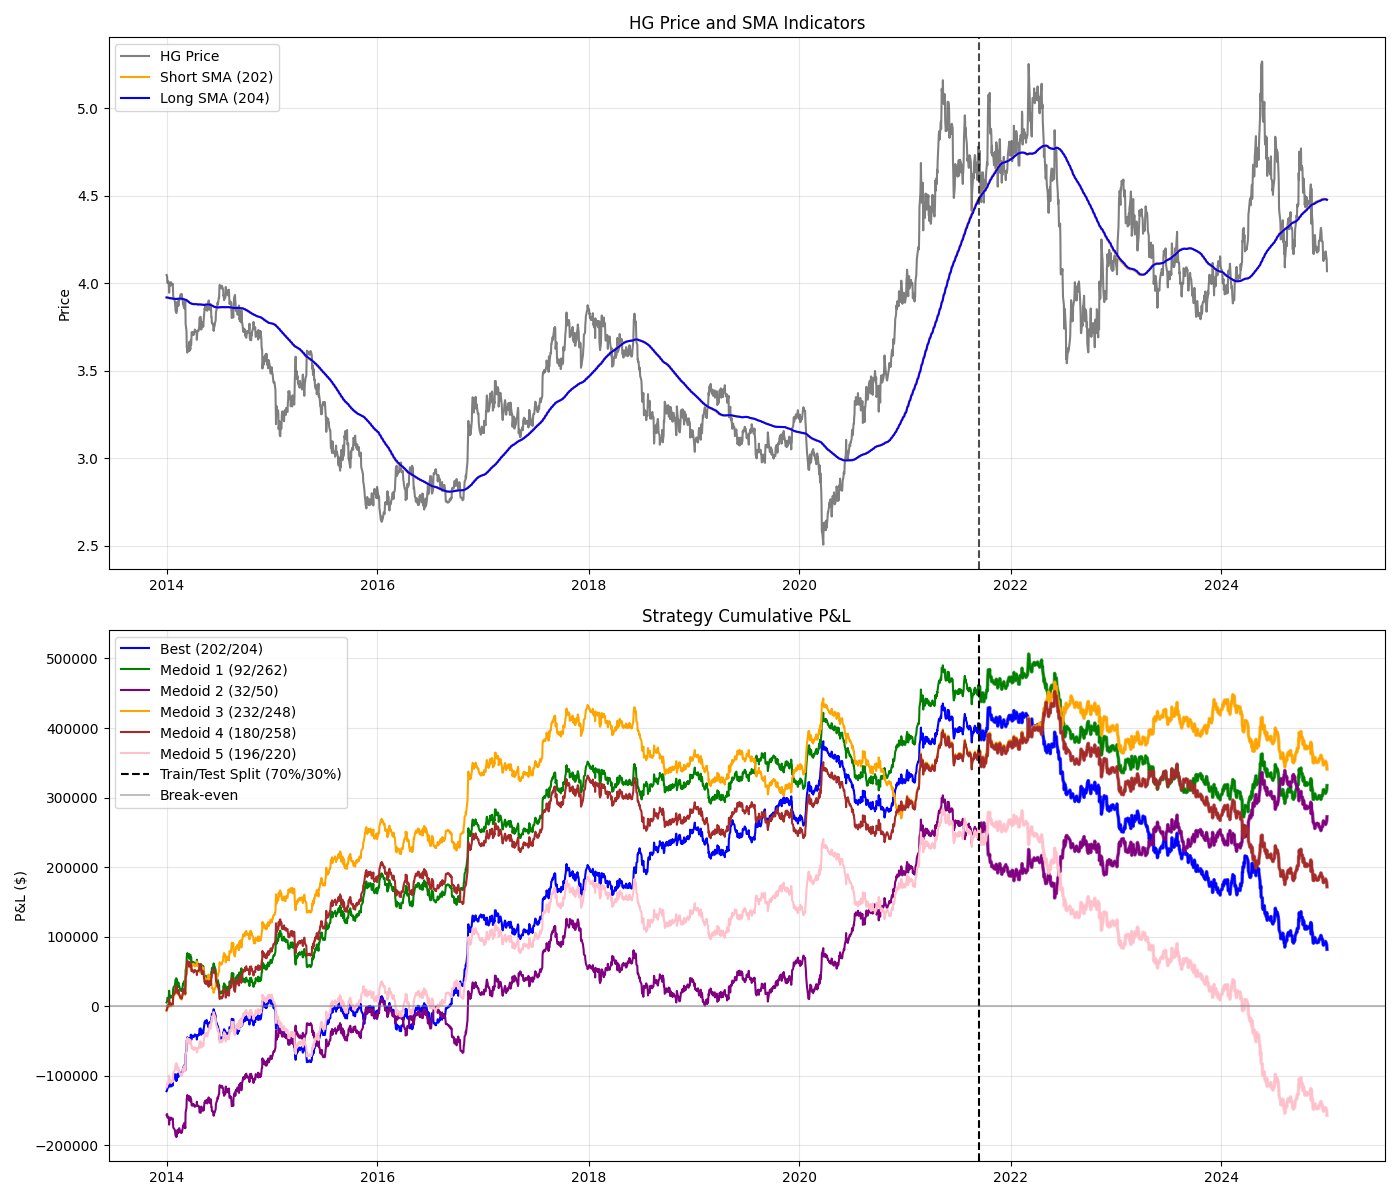 HG Price and SMA Indicators
HG Price
Short SMA (202)
Long SMA (204)
Price
5.0
4.5
4.0
3.5
3.0
2.5
2014 2016 2018 2020 2022 2024
Strategy Cumulative P&L
Best (202/204)
Medoid 1 (92/262)
Medoid 2 (32/50)
Medoid 3 (232/248)
Medoid 4 (180/258)
Medoid 5 (196/220)
Train/Test Split (70%/30%)
Break-even
P&L ($)
500000
400000
300000
200000
100000
0
−100000
−200000
2014 2016 2018 2020 2022 2024